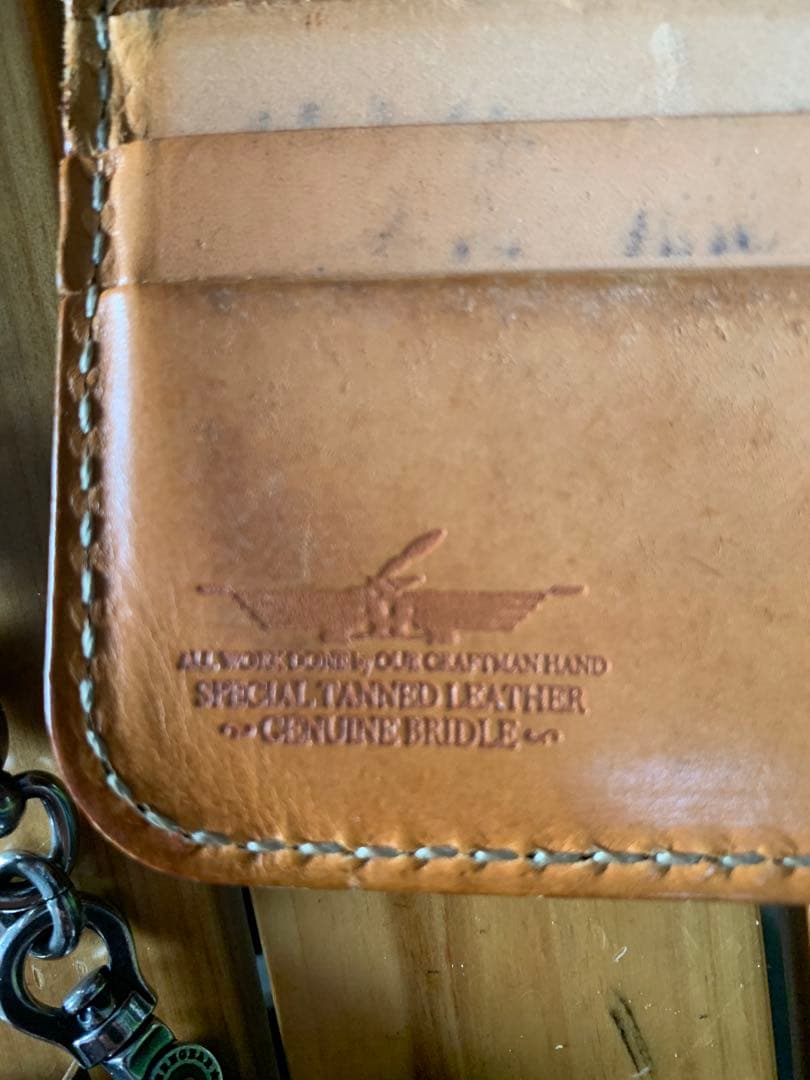 ALL WORK DONE by OUR CRAFTMAN HAND
SPECIAL TANNED LEATHER
GENUINE BRIDLE